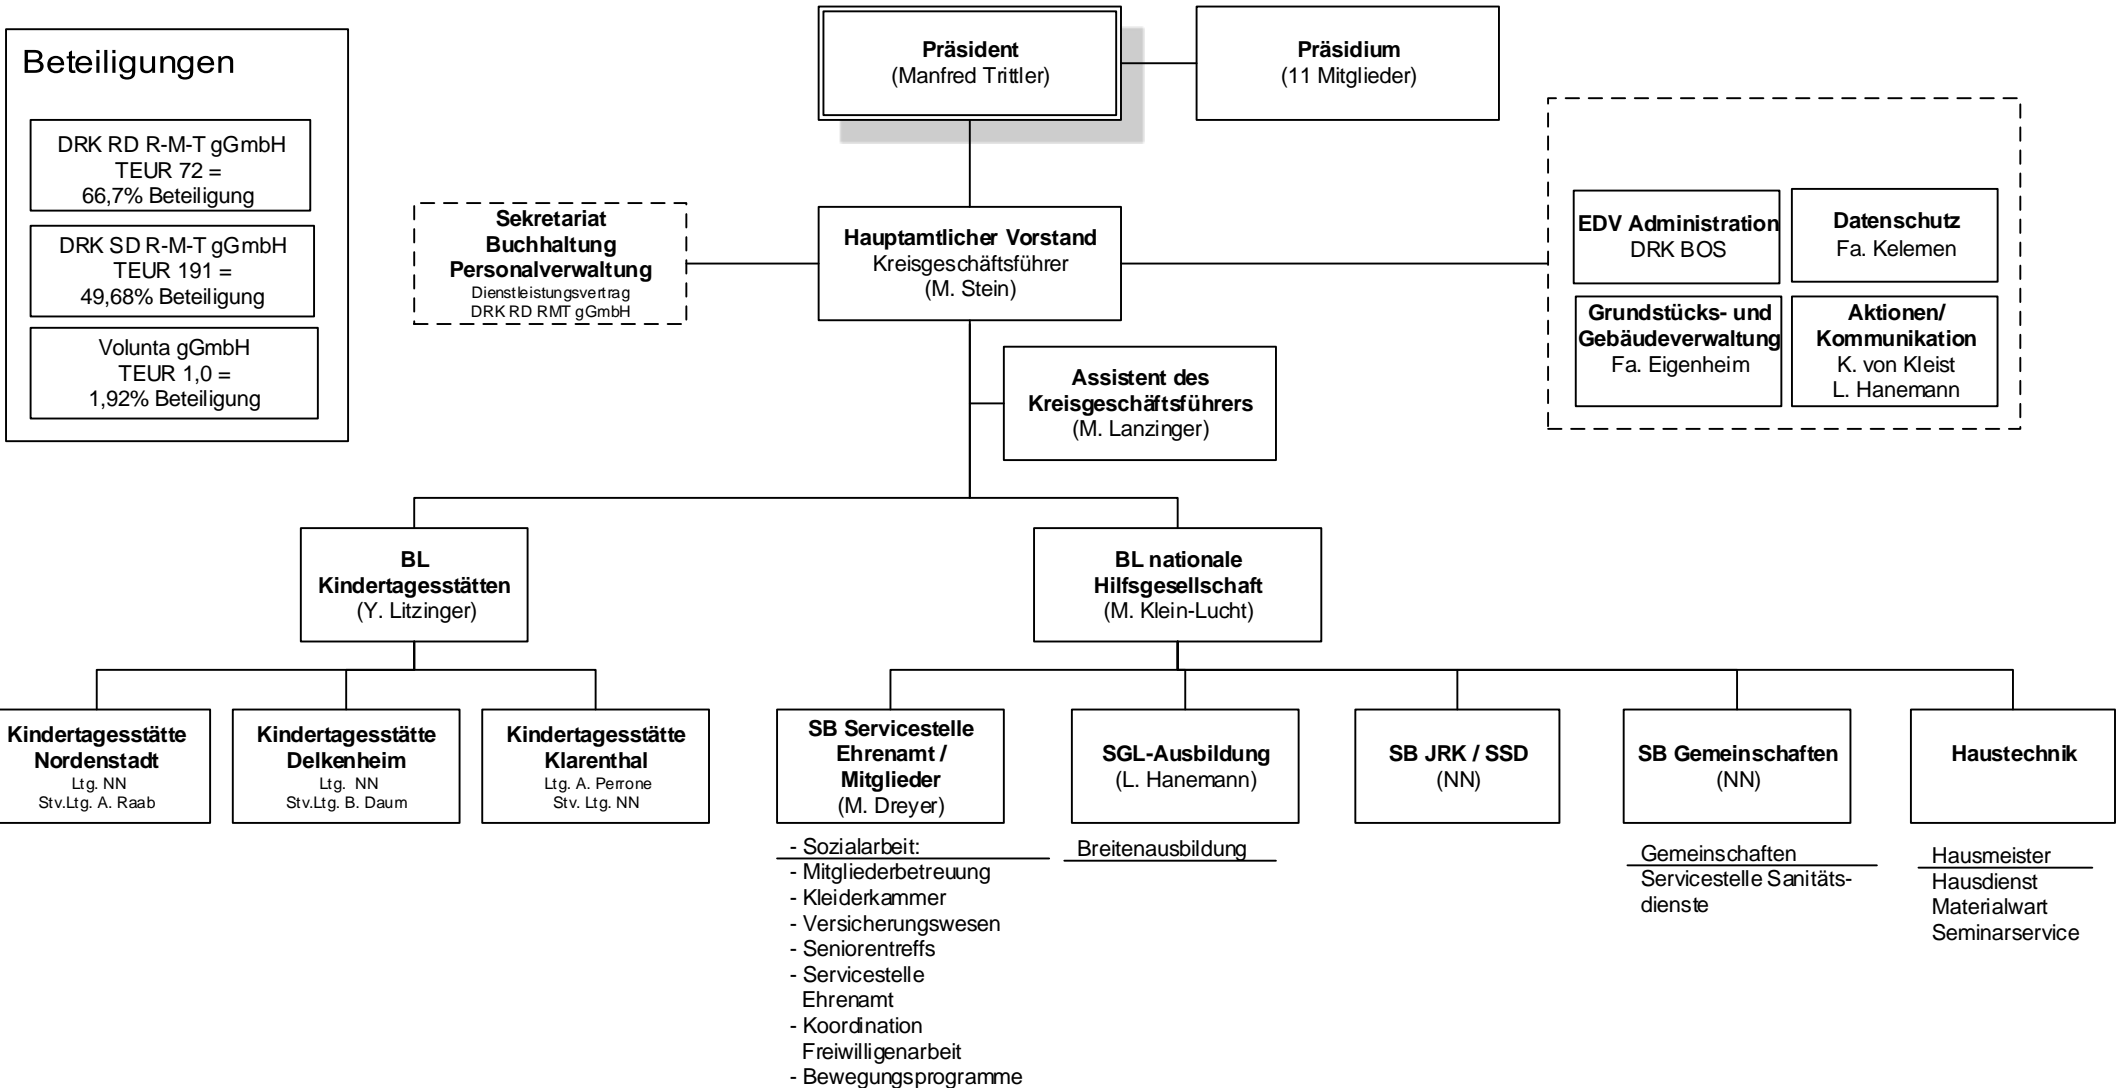 Beteiligungen
DRK RD R-M-T gGmbH
TEUR 72 =
66,7% Beteiligung
DRK SD R-M-T gGmbH
TEUR 191 =
49,68% Beteiligung
Volunta gGmbH
TEUR 1,0 =
1,92% Beteiligung
Präsident
(Manfred Trittler)
Präsidium
(11 Mitglieder)
Sekretariat
Buchhaltung
Personalverwaltung
Dienstleistungsvertrag
DRK RD RMT gGmbH
Hauptamtlicher Vorstand
Kreisgeschäftsführer
(M. Stein)
EDV Administration
DRK BOS
Datenschutz
Fa. Kelemen
Grundstücks- und
Gebäudeverwaltung
Fa. Eigenheim
Aktionen/
Kommunikation
K. von Kleist
L. Hanemann
Assistent des
Kreisgeschäftsführers
(M. Lanzinger)
BL
Kindertagesstätten
(Y. Litzinger)
BL nationale
Hilfsgesellschaft
(M. Klein-Lucht)
Kindertagesstätte
Nordenstadt
Ltg. NN
Stv.Ltg. A. Raab
Kindertagesstätte
Delkenheim
Ltg. NN
Stv.Ltg. B. Daum
Kindertagesstätte
Klarenthal
Ltg. A. Perrone
Stv. Ltg. NN
SB Servicestelle
Ehrenamt /
Mitglieder
(M. Dreyer)
SGL-Ausbildung
(L. Hanemann)
SB JRK / SSD
(NN)
SB Gemeinschaften
(NN)
Haustechnik
- Sozialarbeit:
- Mitgliederbetreuung
- Kleiderkammer
- Versicherungswesen
- Seniorentreffs
- Servicestelle
Ehrenamt
- Koordination
Freiwilligenarbeit
- Bewegungsprogramme
Breitenausbildung
Gemeinschaften
Servicestelle Sanitäts-
dienste
Hausmeister
Hausdienst
Materialwart
Seminarservice